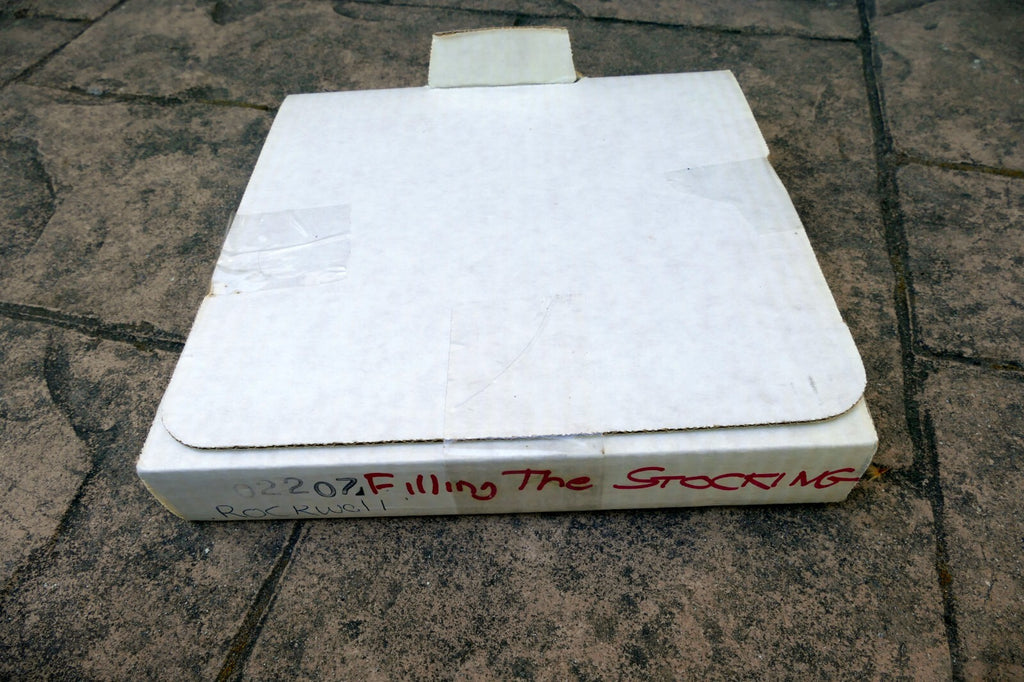 02207 Filling The STOCKING
Rockwell